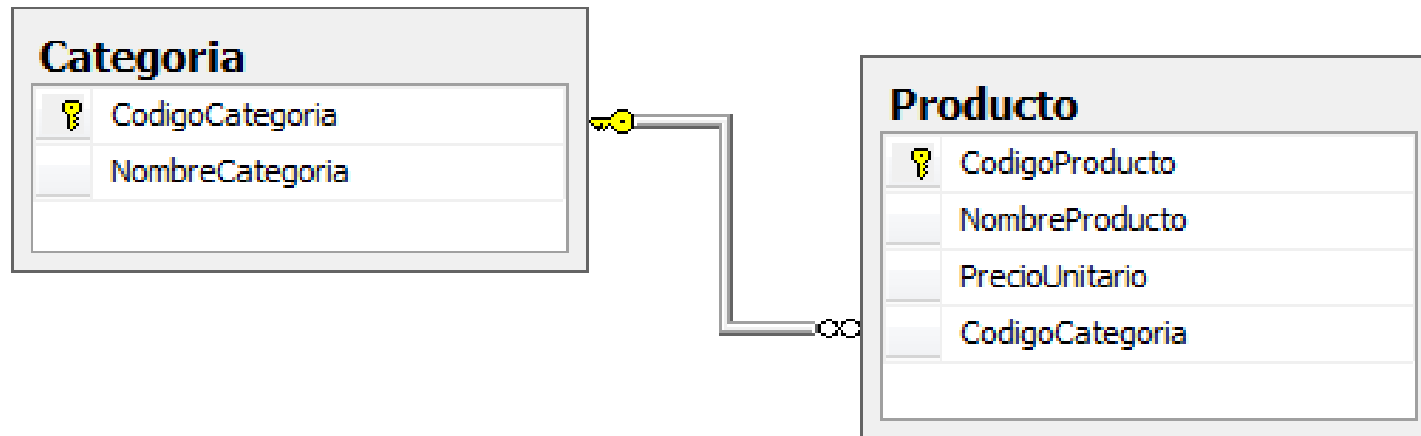 Categoria
CodigoCategoria
NombreCategoria
Producto
CodigoProducto
NombreProducto
PrecioUnitario
CodigoCategoria